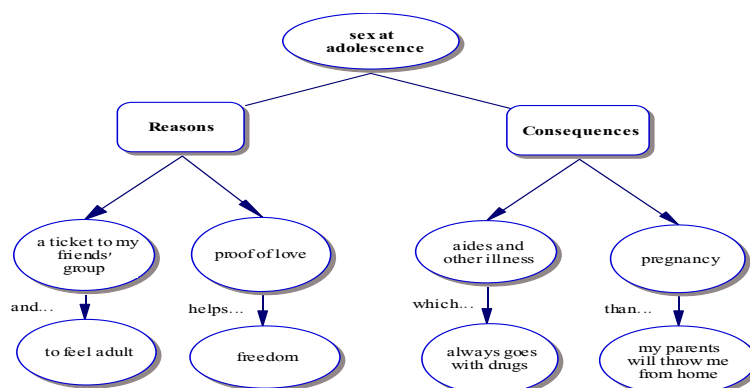 sex at
adolescence
Reasons
Consequences
a ticket to my
friends'
group
proof of love
aides and
other illness
pregnancy
and...
helps...
which...
than...
to feel adult
freedom
always goes
with drugs
my parents
will throw me
from home